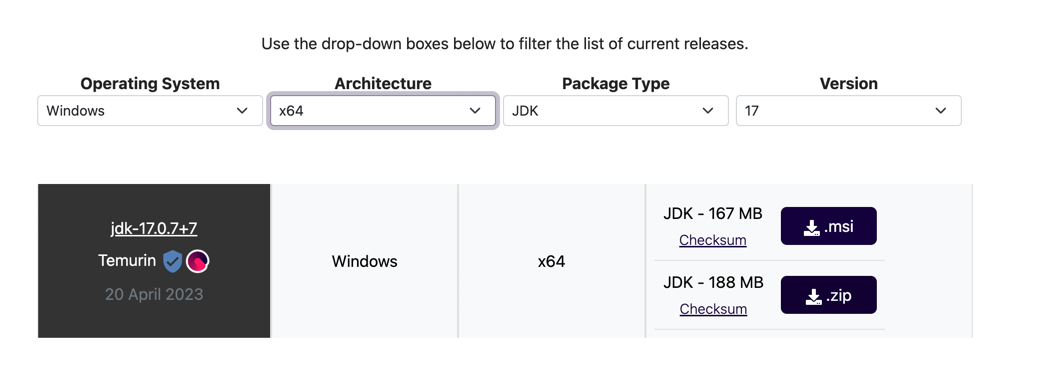 Use the drop-down boxes below to filter the list of current releases.
Operating System Architecture Package Type Version
Windows x64 JDK 17
jdk-17.0.7+7
Temurin
20 April 2023
Windows
x64
JDK - 167 MB
Checksum
.msi
JDK - 188 MB
Checksum
.zip